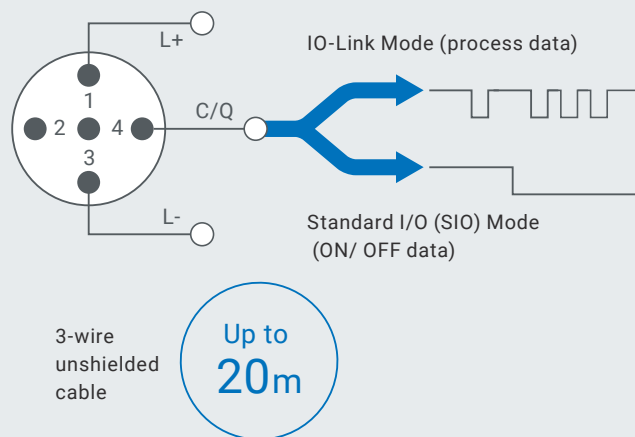 L+
IO-Link Mode (process data)
1
2
4
C/Q
3
L-
Standard I/O (SIO) Mode
(ON/ OFF data)
3-wire
unshielded
cable
Up to
20m